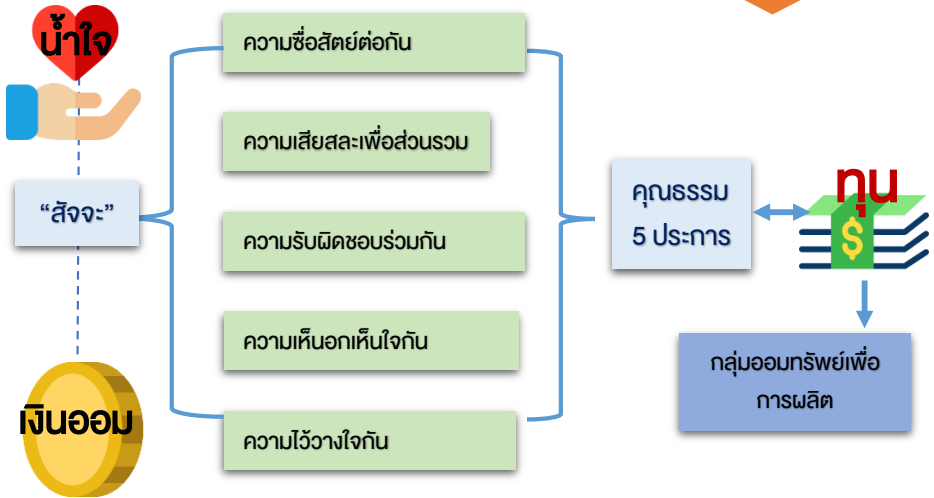 น้ำใจ
“สัจจะ”
เงินออม
ความซื่อสัตย์ต่อกัน
ความเสียสละเพื่อส่วนรวม
ความรับผิดชอบร่วมกัน
ความเห็นอกเห็นใจกัน
ความไว้วางใจกัน
คุณธรรม
5 ประการ
ทุน
$
กลุ่มออมทรัพย์เพื่อ
การผลิต